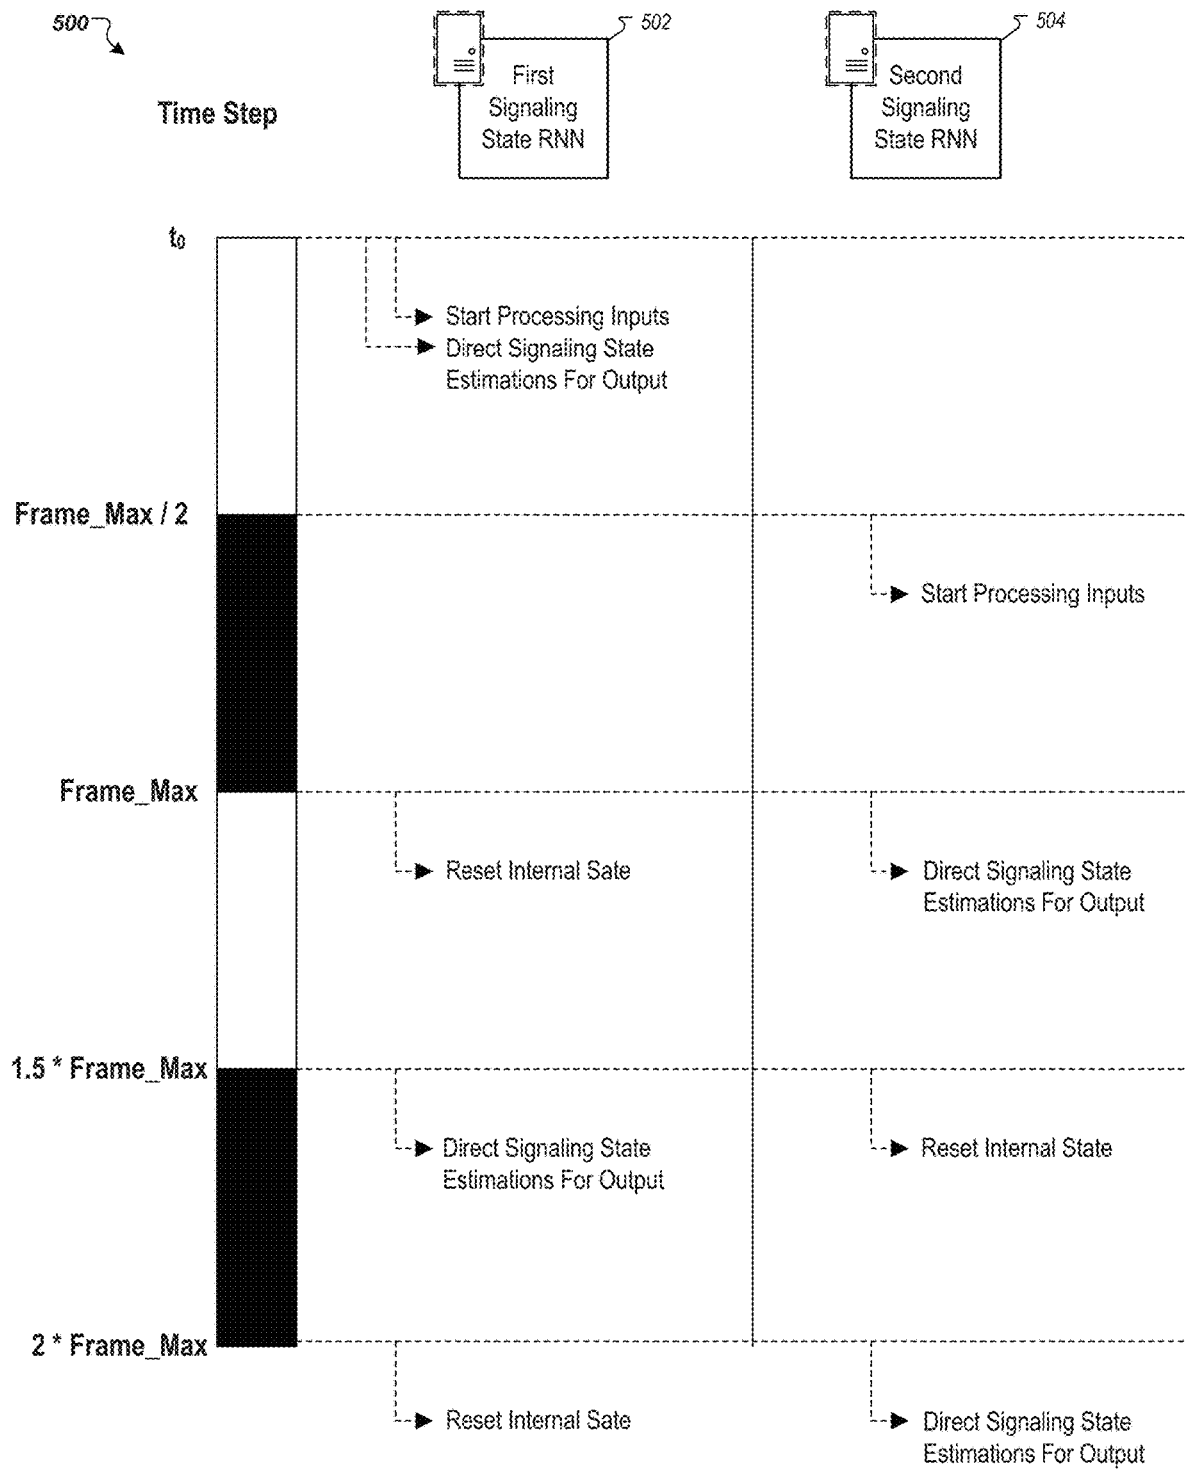 500
502
504
Time Step
First
Signaling
State RNN
Second
Signaling
State RNN
t0
Start Processing Inputs
Direct Signaling State
Estimations For Output
Frame_Max / 2
Start Processing Inputs
Frame_Max
Reset Internal Sate
Direct Signaling State
Estimations For Output
1.5 * Frame_Max
Direct Signaling State
Estimations For Output
Reset Internal State
2 * Frame_Max
Reset Internal Sate
Direct Signaling State
Estimations For Output